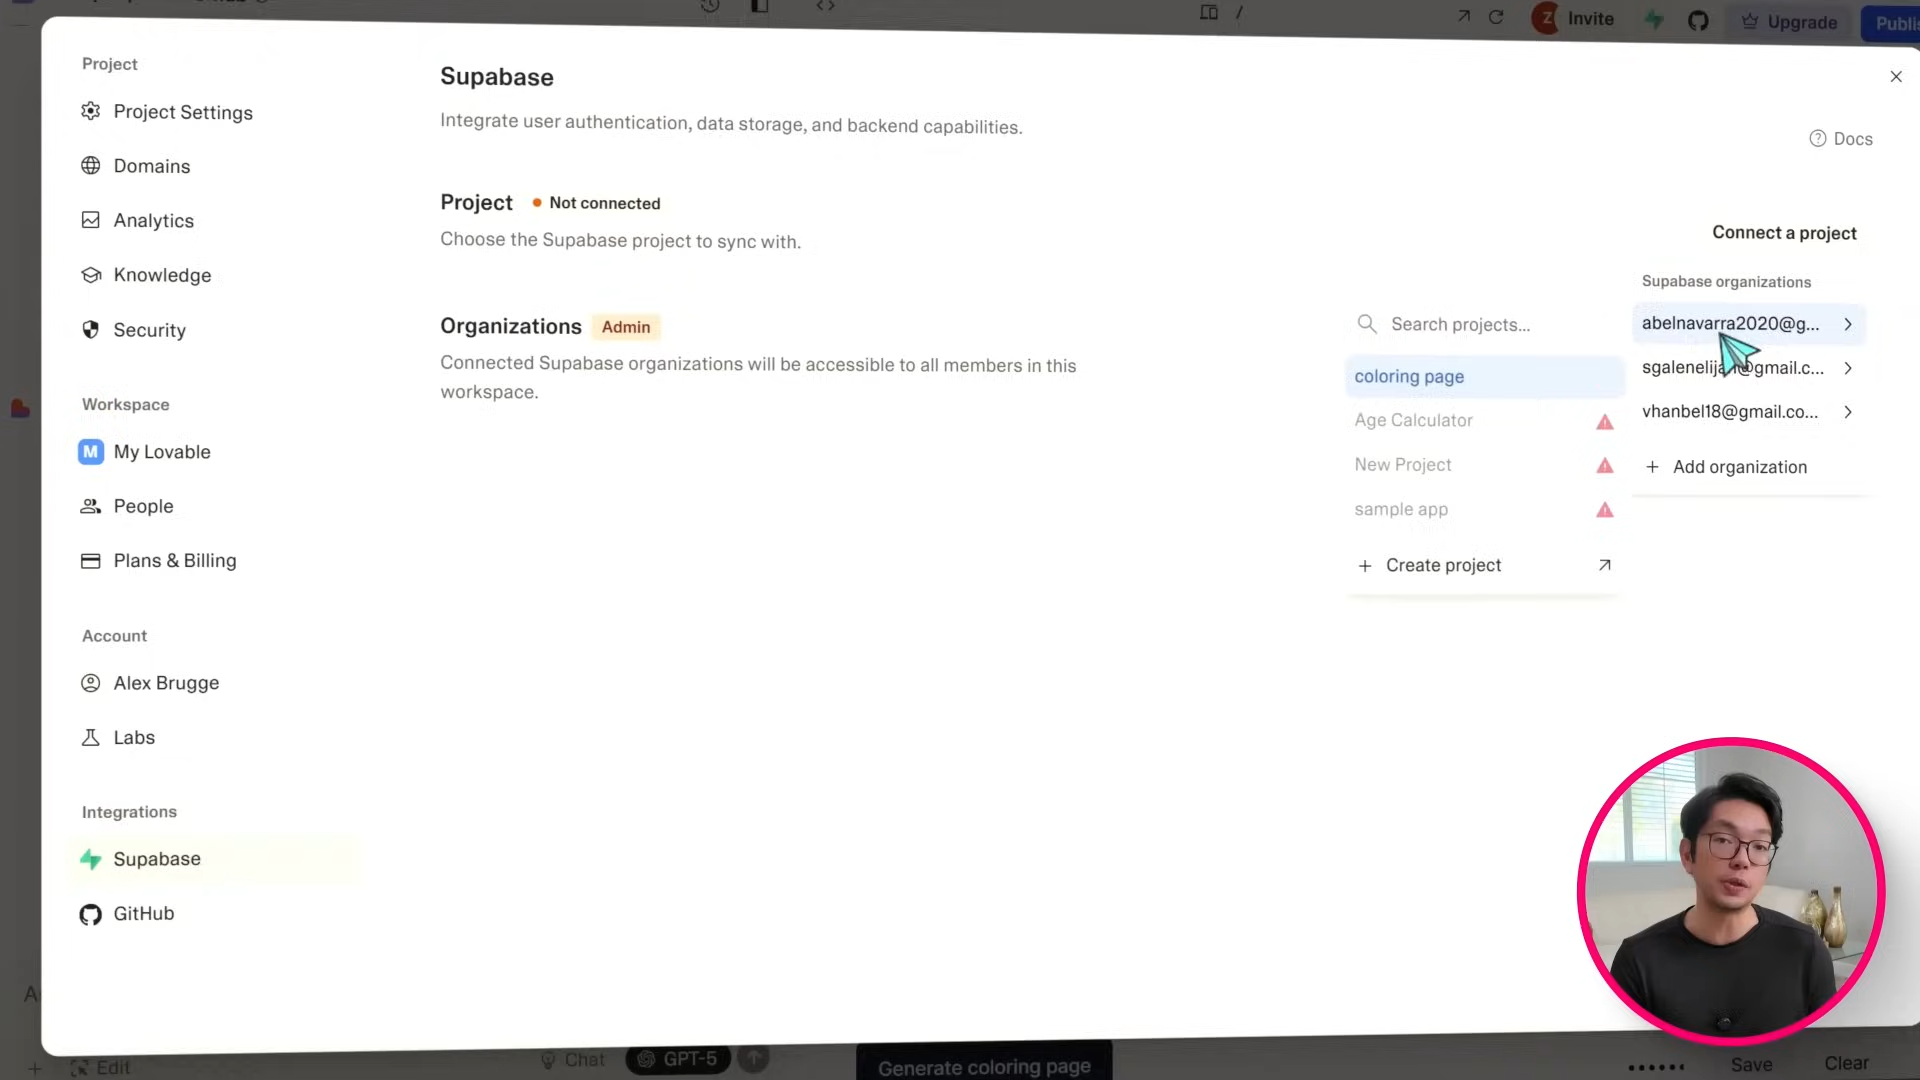 Z Invite
Upgrade
Project
Project Settings
Domains
Analytics
Knowledge
Security
Workspace
M My Lovable
People
Plans & Billing
Account
Alex Brugge
Labs
Integrations
Supabase
GitHub
Supabase
Integrate user authentication, data storage, and backend capabilities.
Docs
Project Not connected
Choose the Supabase project to sync with.
Organizations Admin
Connected Supabase organizations will be accessible to all members in this
workspace.
Connect a project
Supabase organizations
abelnavarra2020@g...
vhanbel18@gmail.co...
+ Add organization
Search projects...
coloring page
Age Calculator
New Project
sample app
+ Create project
+ Edit
Chat
GPT-5
Generate coloring page
Save
Clear